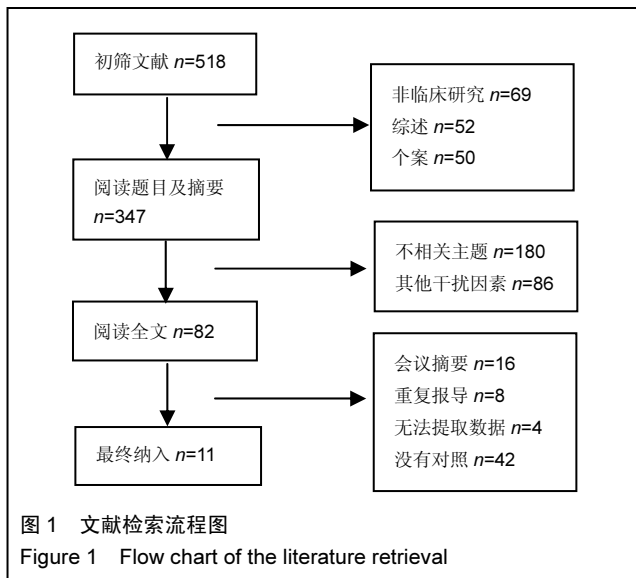 初筛文献 n=518
非临床研究 n=69
综述 n=52
个案 n=50
阅读题目及摘要
n=347
不相关主题 n=180
其他干扰因素 n=86
阅读全文 n=82
会议摘要 n=16
重复报导 n=8
无法提取数据 n=4
没有对照 n=42
最终纳入 n=11
图 1 文献检索流程图
Figure 1 Flow chart of the literature retrieval